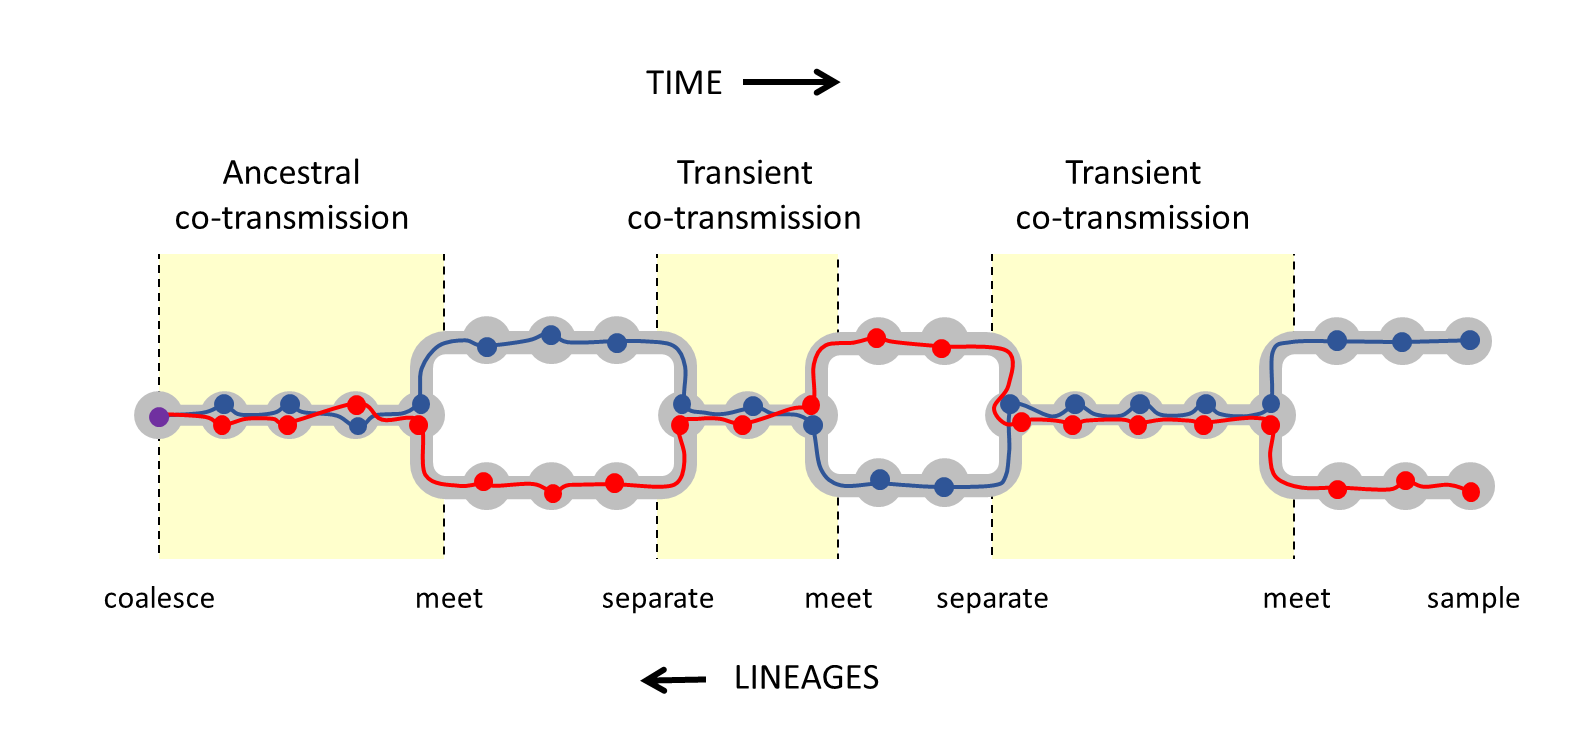 TIME
Ancestral
co-transmission
Transient
co-transmission
Transient
co-transmission
coalesce
meet
separate
meet
separate
meet
sample
LINEAGES